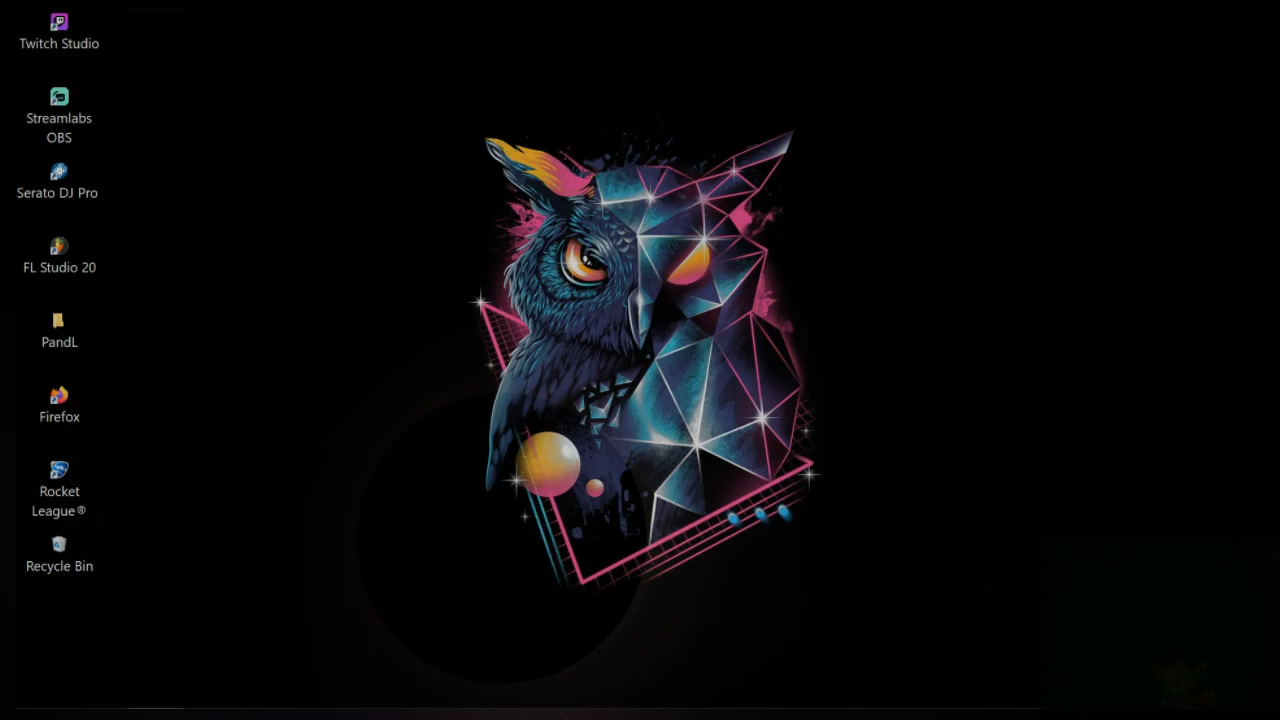 Twitch Studio
Streamlabs
OBS
Serato DJ Pro
FL Studio 20
PandL
Firefox
Rocket
League®
Recycle Bin